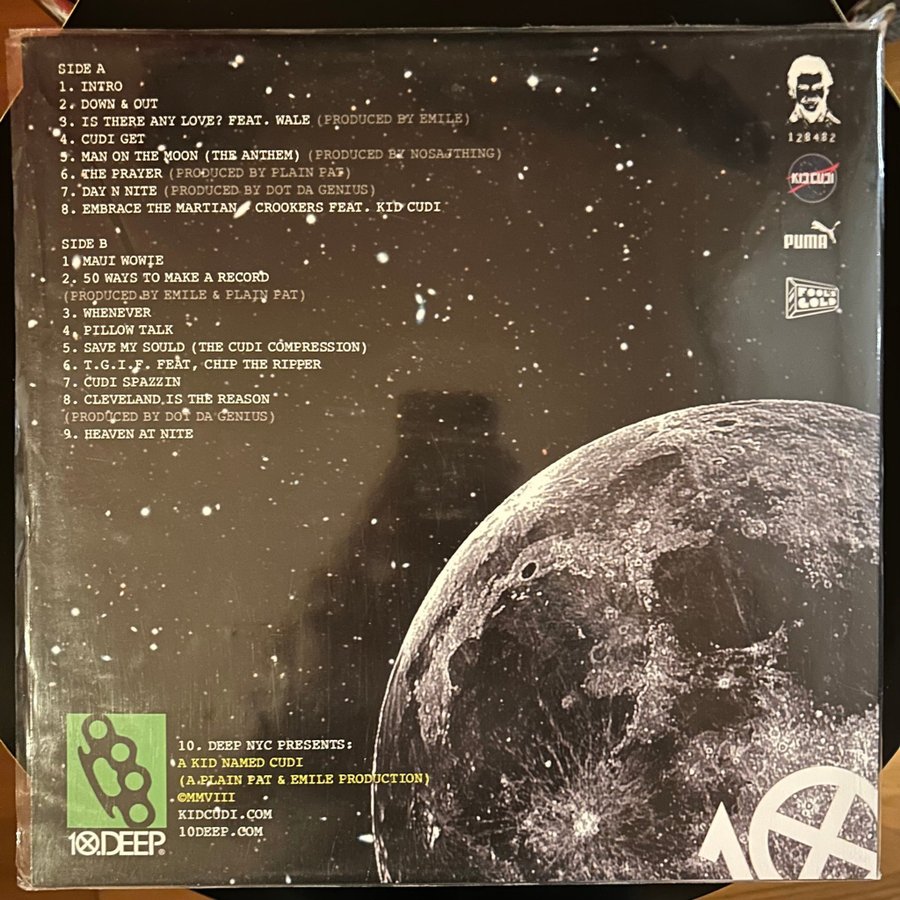 SIDE A
1. INTRO
2. DOWN & OUT
3. IS THERE ANY LOVE? FEAT. WALE (PRODUCED BY EMILE)
4. CUDI GET
5. MAN ON THE MOON (THE ANTHEM) (PRODUCED BY NOSAJTHING)
6. THE PRAYER (PRODUCED BY PLAIN PAT)
7. DAY N NITE (PRODUCED BY DOT DA GENIUS)
8. EMBRACE THE MARTIAN / CROOKERS FEAT. KID CUDI
SIDE B
1. MAUI WOWIE
2. 50 WAYS TO MAKE A RECORD
(PRODUCED BY EMILE & PLAIN PAT)
3. WHENEVER
4. PILLOW TALK
5. SAVE MY SOULD (THE CUDI COMPRESSION)
6. T.G.I.F. FEAT, CHIP THE RIPPER
7. CUDI SPAZZIN
8. CLEVELAND IS THE REASON
(PRODUCED BY DOT DA GENIUS)
9. HEAVEN AT NITE
120482
KID CUDI
PUMA
FOOL'S
GOLD
10.DEEP®
10. DEEP NYC PRESENTS:
A KID NAMED CUDI
(A PLAIN PAT & EMILE PRODUCTION)
©MMVIII
KIDCUDI.COM
10DEEP.COM
10